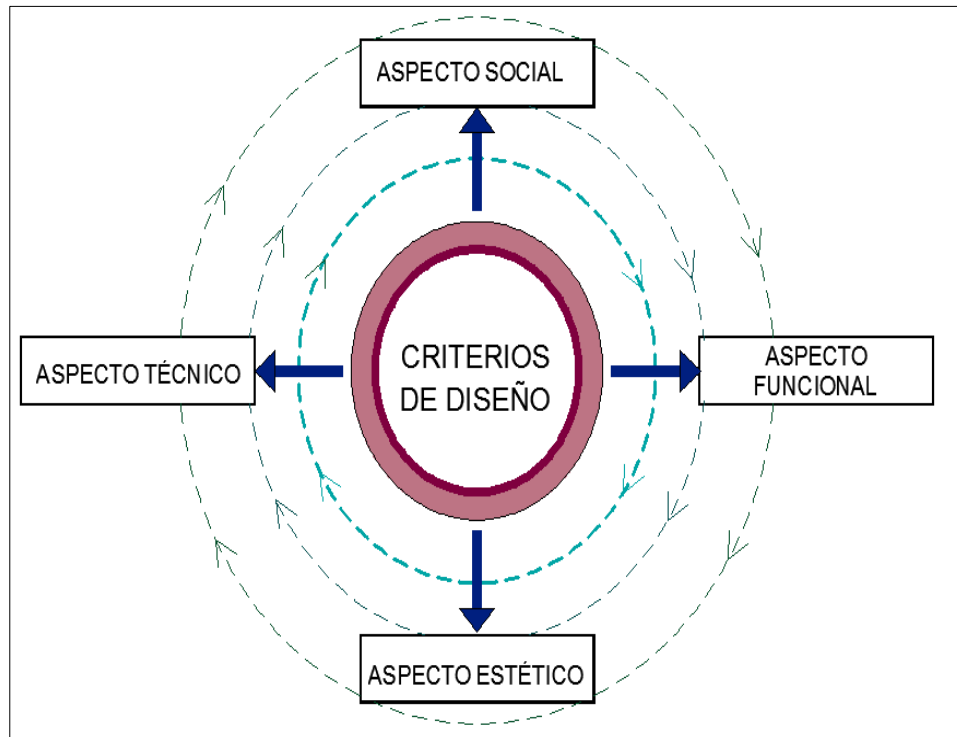 ASPECTO SOCIAL
ASPECTO TÉCNICO
CRITERIOS
DE DISEÑO
ASPECTO
FUNCIONAL
ASPECTO ESTÉTICO